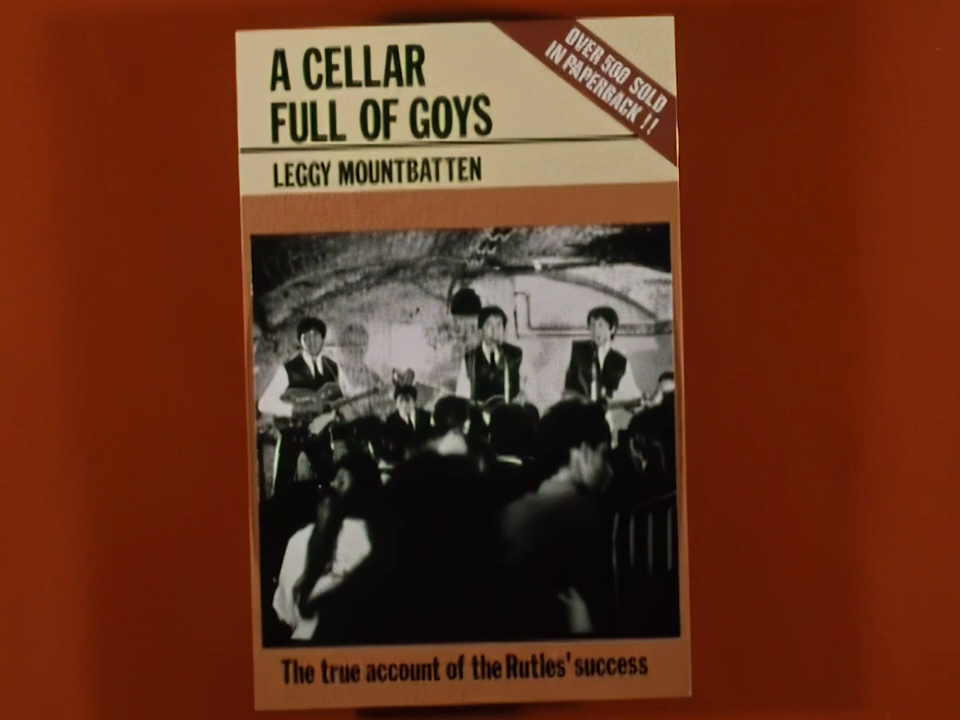 A CELLAR
FULL OF GOYS
LEGGY MOUNTBATTEN
OVER 500 SOLD
IN PAPERBACK !!
The true account of the Rutles' success